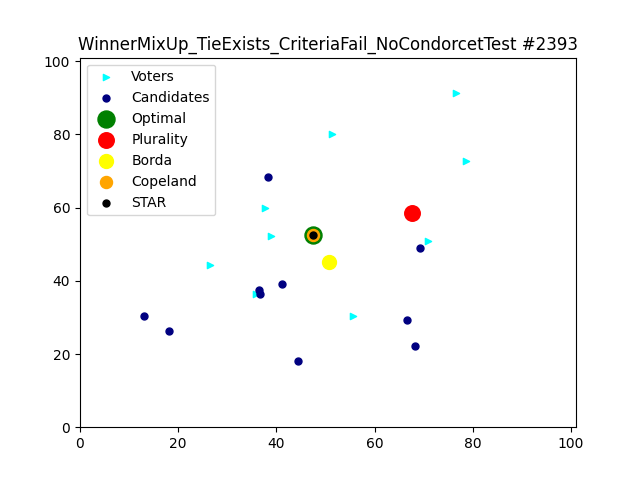 WinnerMixUp_TieExists_CriteriaFail_NoCondorcetTest #2393
100
80
60
40
20
0
Voters
Candidates
Optimal
Plurality
Borda
Copeland
STAR
0 20 40 60 80 100